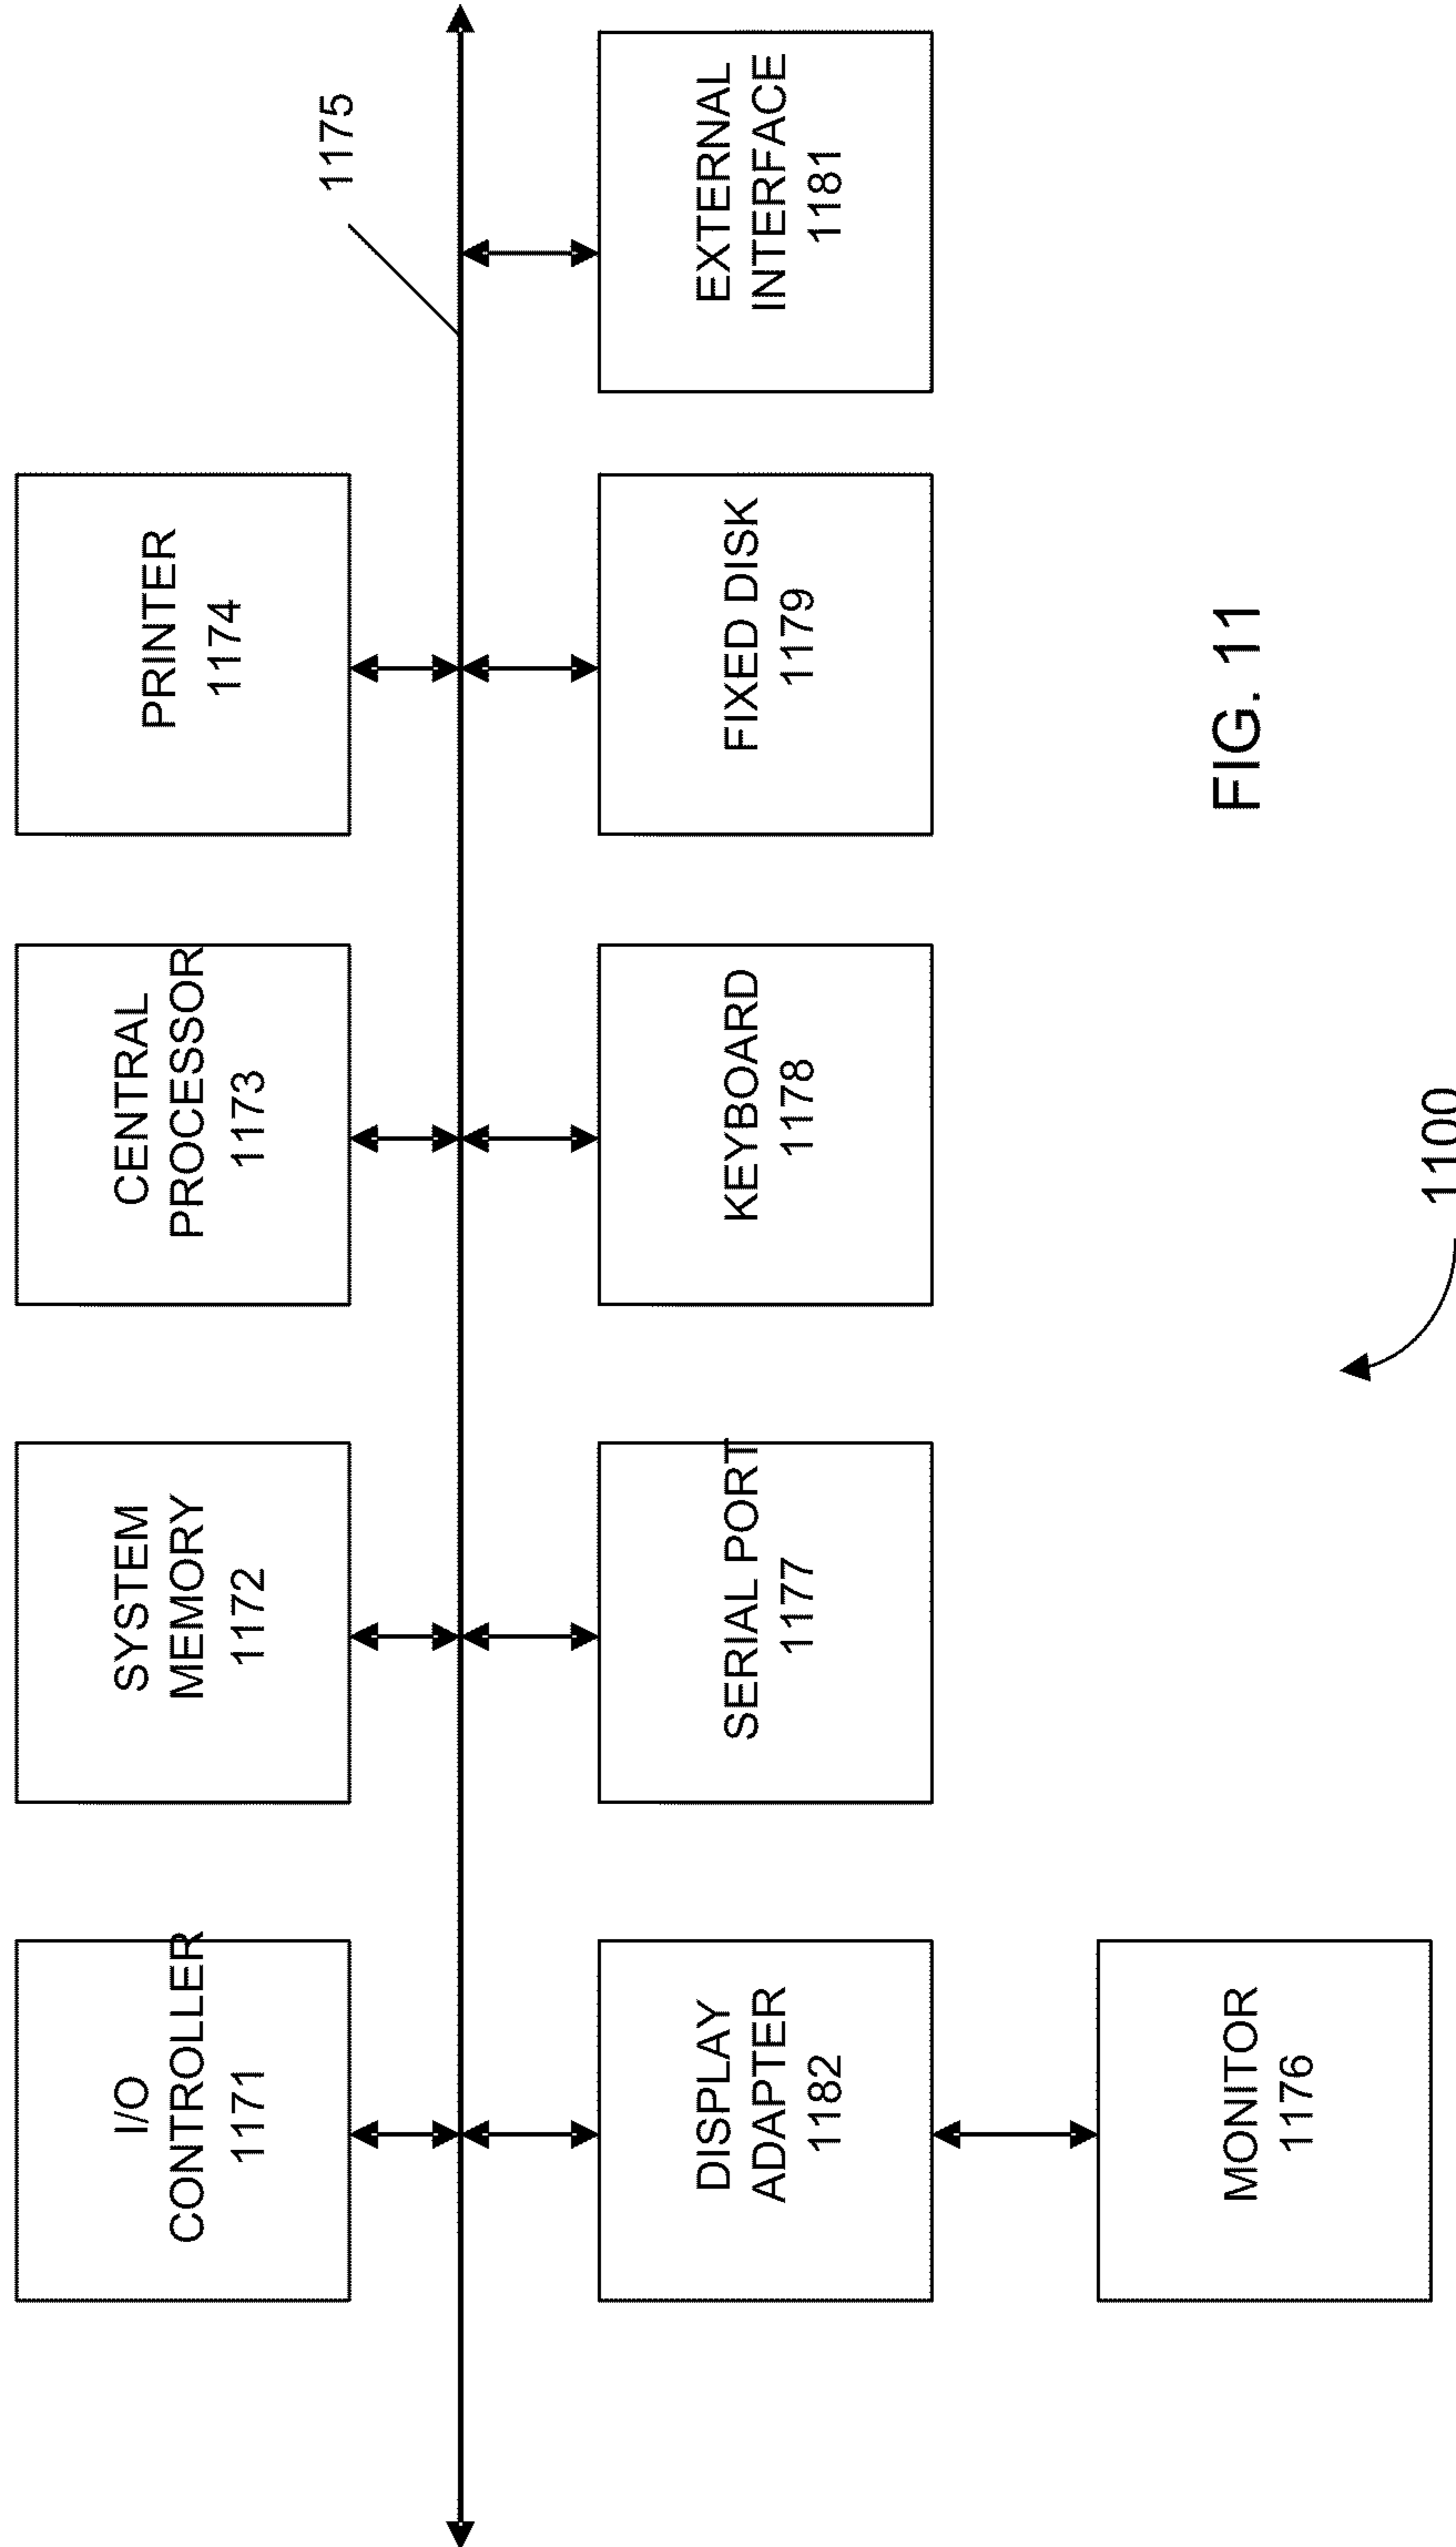 I/O
CONTROLLER
1171
SYSTEM
MEMORY
1172
CENTRAL
PROCESSOR
1173
PRINTER
1174
1175
DISPLAY
ADAPTER
1182
SERIAL PORT
1177
KEYBOARD
1178
FIXED DISK
1179
EXTERNAL
INTERFACE
1181
MONITOR
1176
1100
FIG. 11